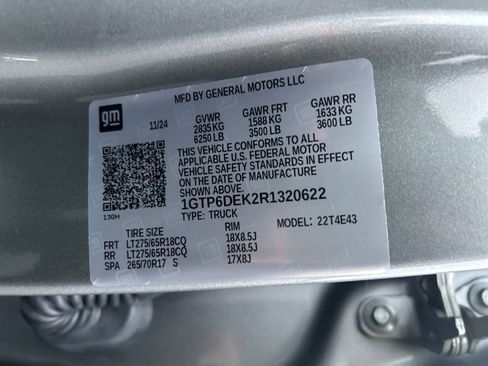 MFD BY GENERAL MOTORS LLC
gm
11/24 GVWR GAWR FRT GAWR RR
2835 KG 1588 KG 1633 KG
6250 LB 3500 LB 3600 LB
THIS VEHICLE CONFORMS TO ALL
APPLICABLE U.S. FEDERAL MOTOR
VEHICLE SAFETY STANDARDS IN EFFECT
ON THE DATE OF MANUFACTURE SHOWN ABOVE.
1GTP6DEK2R1320622
130H TYPE: TRUCK MODEL: 22T4E43
TIRE SIZE RIM
FRT LT275/65R18CQ 18X8.5J
RR LT275/65R18CQ 18X8.5J
SPA 265/70R17 S 17X8J